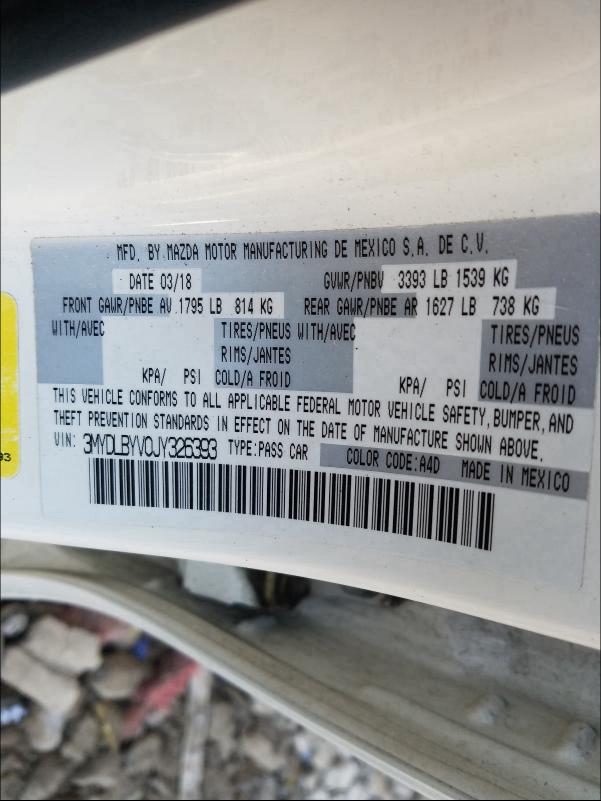 MFD. BY MAZDA MOTOR MANUFACTURING DE MEXICO S.A. DE C.V.
DATE 03/18 GVWR/PNBV 3393 LB 1539 KG
FRONT GAWR/PNBE AV 1795 LB 814 KG REAR GAWR/PNBE AR 1627 LB 738 KG
WITH/AVEC TIRES/PNEUS WITH/AVEC TIRES/PNEUS
RIMS/JANTES RIMS/JANTES
KPA/ PSI COLD/A FROID KPA/ PSI COLD/A FROID
THIS VEHICLE CONFORMS TO ALL APPLICABLE FEDERAL MOTOR VEHICLE SAFETY, BUMPER, AND
THEFT PREVENTION STANDARDS IN EFFECT ON THE DATE OF MANUFACTURE SHOWN ABOVE.
VIN: 3MYDLBYV0JY326393 TYPE:PASS CAR COLOR CODE:A4D MADE IN MEXICO
93